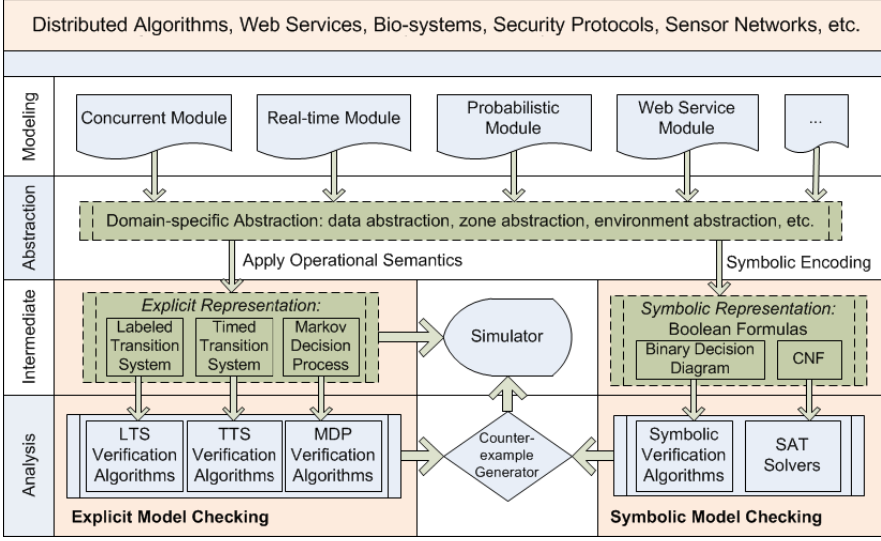 Distributed Algorithms, Web Services, Bio-systems, Security Protocols, Sensor Networks, etc.
Modeling
Concurrent Module
Real-time Module
Probabilistic
Module
Web Service
Module
...
Abstraction
Domain-specific Abstraction: data abstraction, zone abstraction, environment abstraction, etc.
Apply Operational Semantics
Symbolic Encoding
Intermediate
Explicit Representation:
Labeled
Transition
System
Timed
Transition
System
Markov
Decision
Process
Simulator
Symbolic Representation:
Boolean Formulas
Binary Decision
Diagram
CNF
Analysis
LTS
Verification
Algorithms
TTS
Verification
Algorithms
MDP
Verification
Algorithms
Counter-
example
Generator
Symbolic
Verification
Algorithms
SAT
Solvers
Explicit Model Checking
Symbolic Model Checking